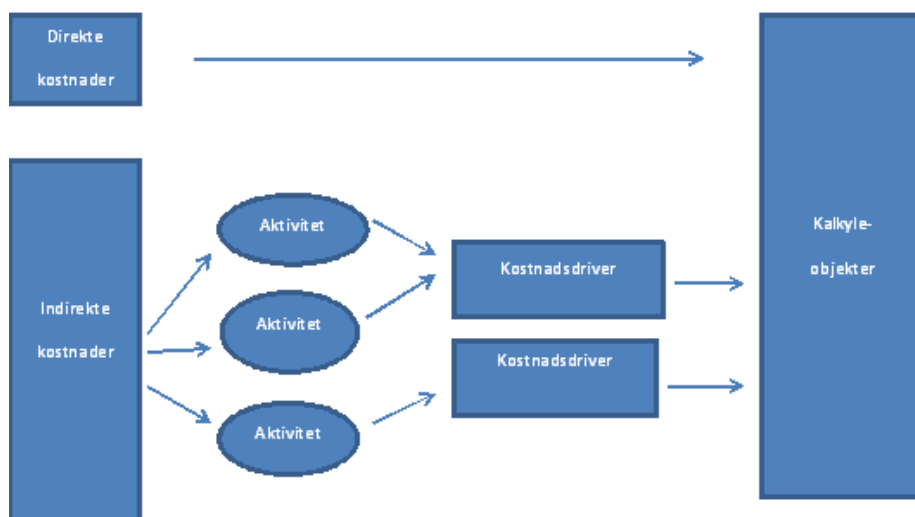 Direkte
kostnader
Indirekte
kostnader
Aktivitet
Aktivitet
Aktivitet
Kostnadsdriver
Kostnadsdriver
Kalkyle-
objekter